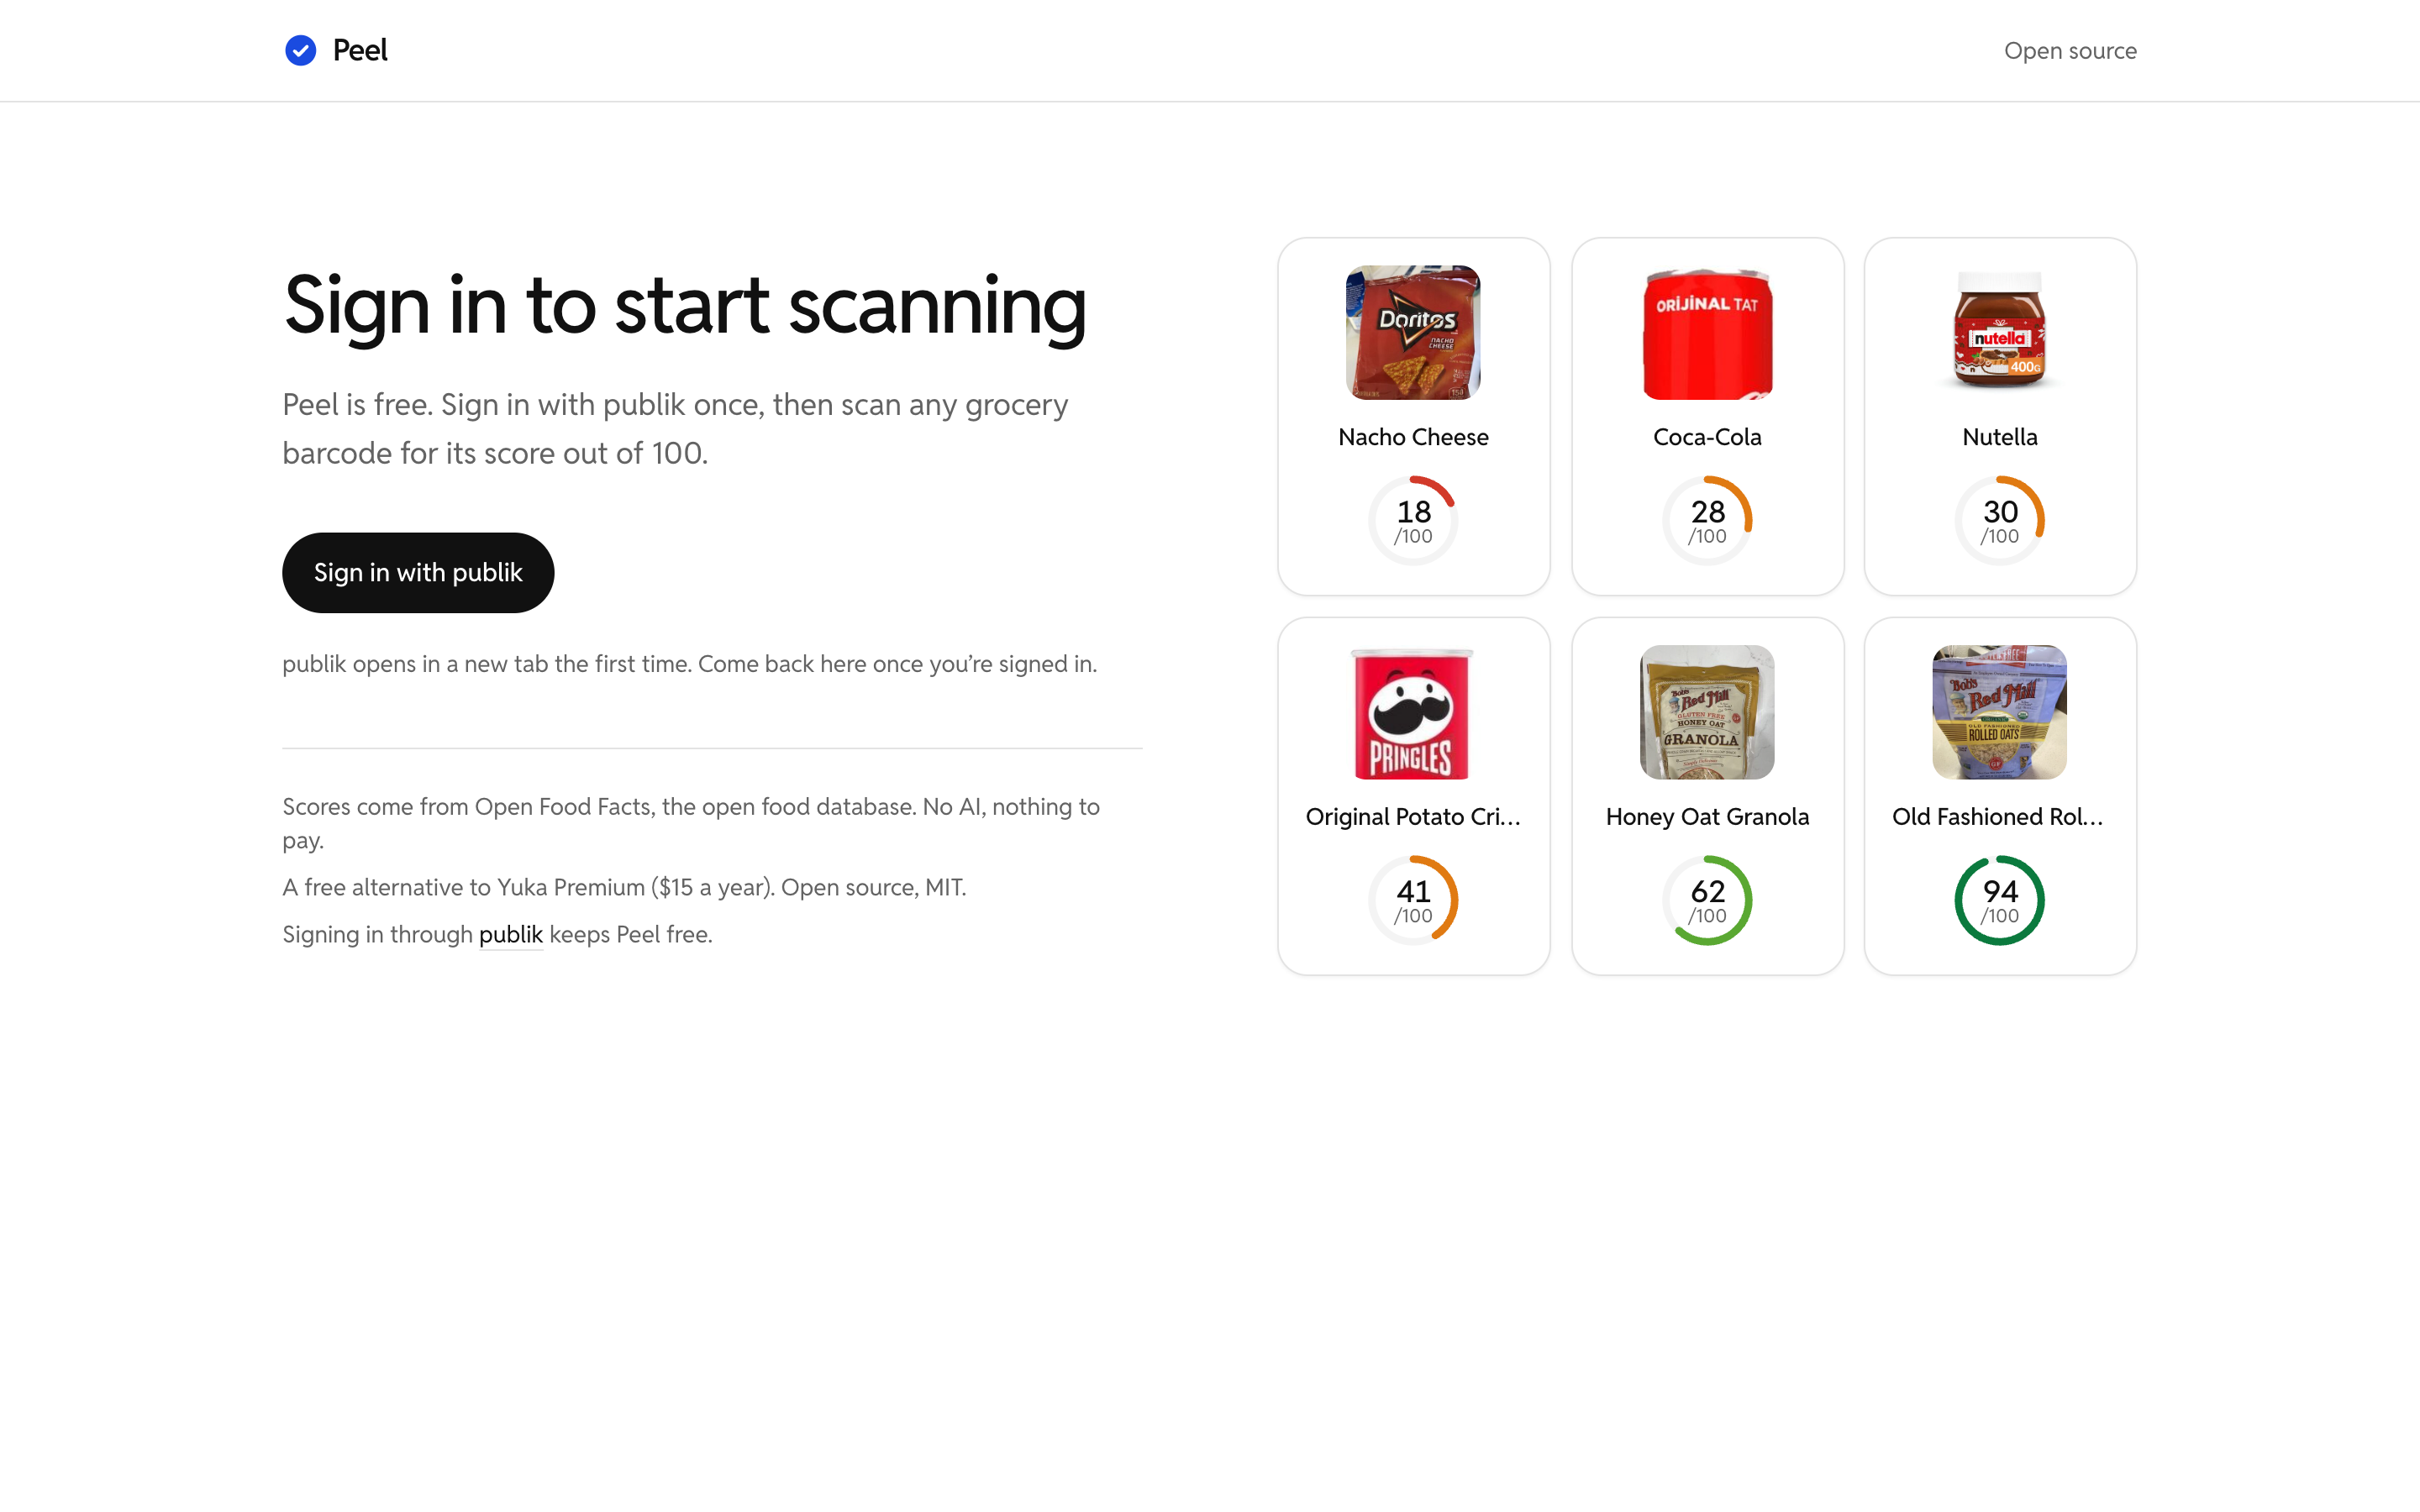 Peel
Open source
Sign in to start scanning
Peel is free. Sign in with publik once, then scan any grocery
barcode for its score out of 100.
Sign in with publik
publik opens in a new tab the first time. Come back here once you’re signed in.
Scores come from Open Food Facts, the open food database. No AI, nothing to
pay.
A free alternative to Yuka Premium ($15 a year). Open source, MIT.
Signing in through publik keeps Peel free.
Doritos
NACHO
CHEESE
Nacho Cheese
18
/100
ORİJİNAL TAT
Coca-Cola
28
/100
nutella
400G
Nutella
30
/100
PRINGLES
Original Potato Cri...
41
/100
Bob's
Red Mill
GLUTEN FREE
HONEY OAT
GRANOLA
Honey Oat Granola
62
/100
Bob's
Red Mill
ORGANIC
OLD FASHIONED
ROLLED OATS
Old Fashioned Rol...
94
/100